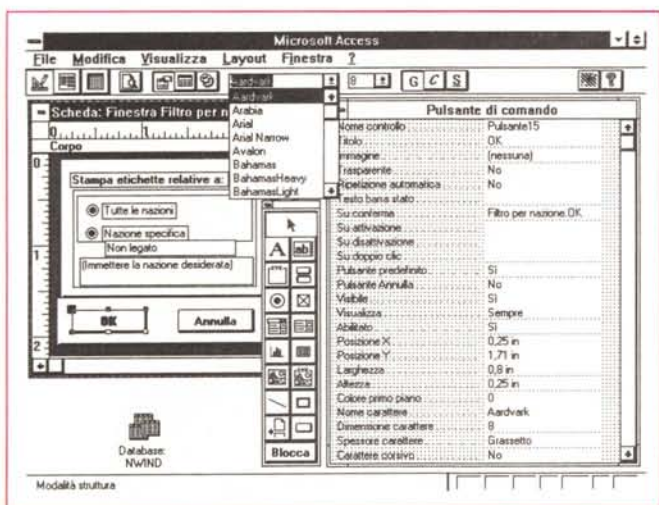 Microsoft Access
File Modifica Visualizza Layout Finestra ?
Aardvark 8 G C S
Aardvark
Arabia
Arial
Arial Narrow
Avalon
Bahamas
BahamasHeavy
BahamasLight
Scheda: Finestra Filtro per n
0 1
Corpo
0
1
2
Stampa etichette relative a:
Tutte le nazioni
Nazione specifica
Non legato
(Immettere la nazione desiderata)
OK Annulla
A ab
Blocca
Database:
NWIND
Pulsante di comando
Nome controllo Pulsante15
Titolo OK
Immagine (nessuna)
Trasparente No
Ripetizione automatica No
Testo barra stato
Su conferma Filtro per nazione.OK
Su attivazione
Su disattivazione
Su doppio clic
Pulsante predefinito Sì
Pulsante Annulla No
Visibile Sì
Visualizza Sempre
Abilitato Sì
Posizione X 0,25 in
Posizione Y 1,71 in
Larghezza 0,8 in
Altezza 0,25 in
Colore primo piano 0
Nome carattere Aardvark
Dimensione carattere 8
Spessore carattere Grassetto
Carattere corsivo No
Modalità struttura